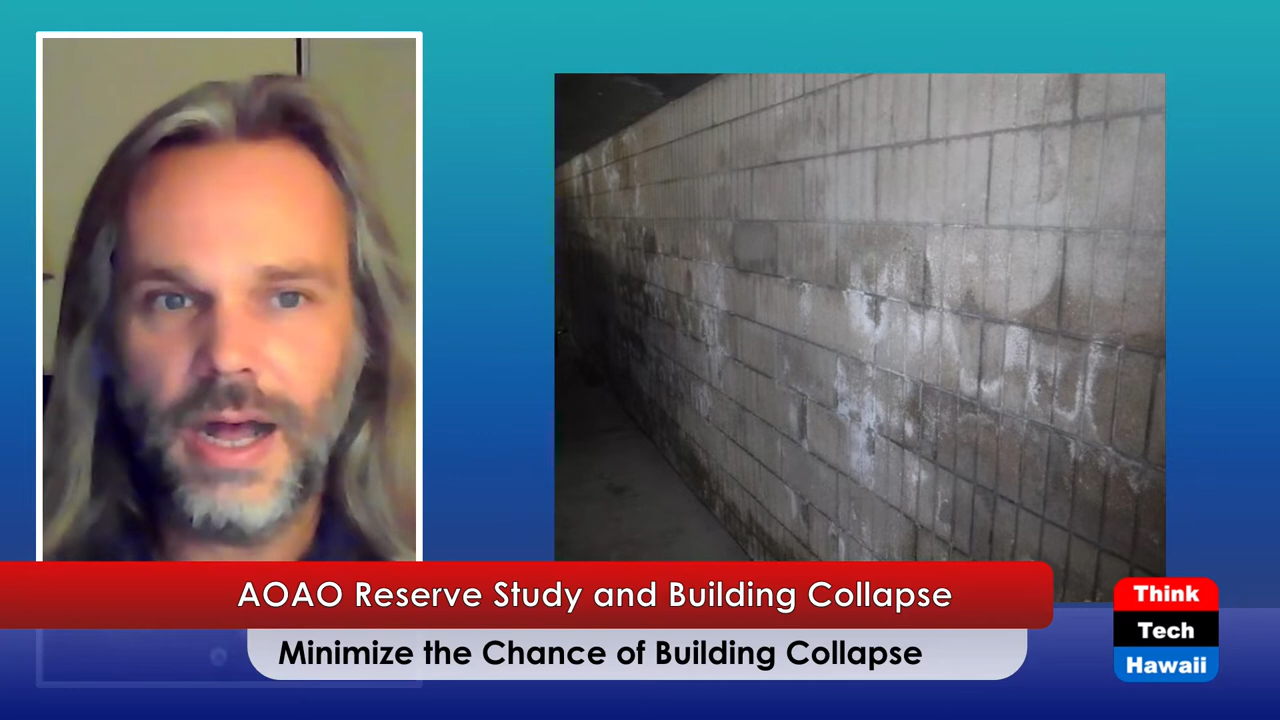 AOAO Reserve Study and Building Collapse
Minimize the Chance of Building Collapse
Think
Tech
Hawaii